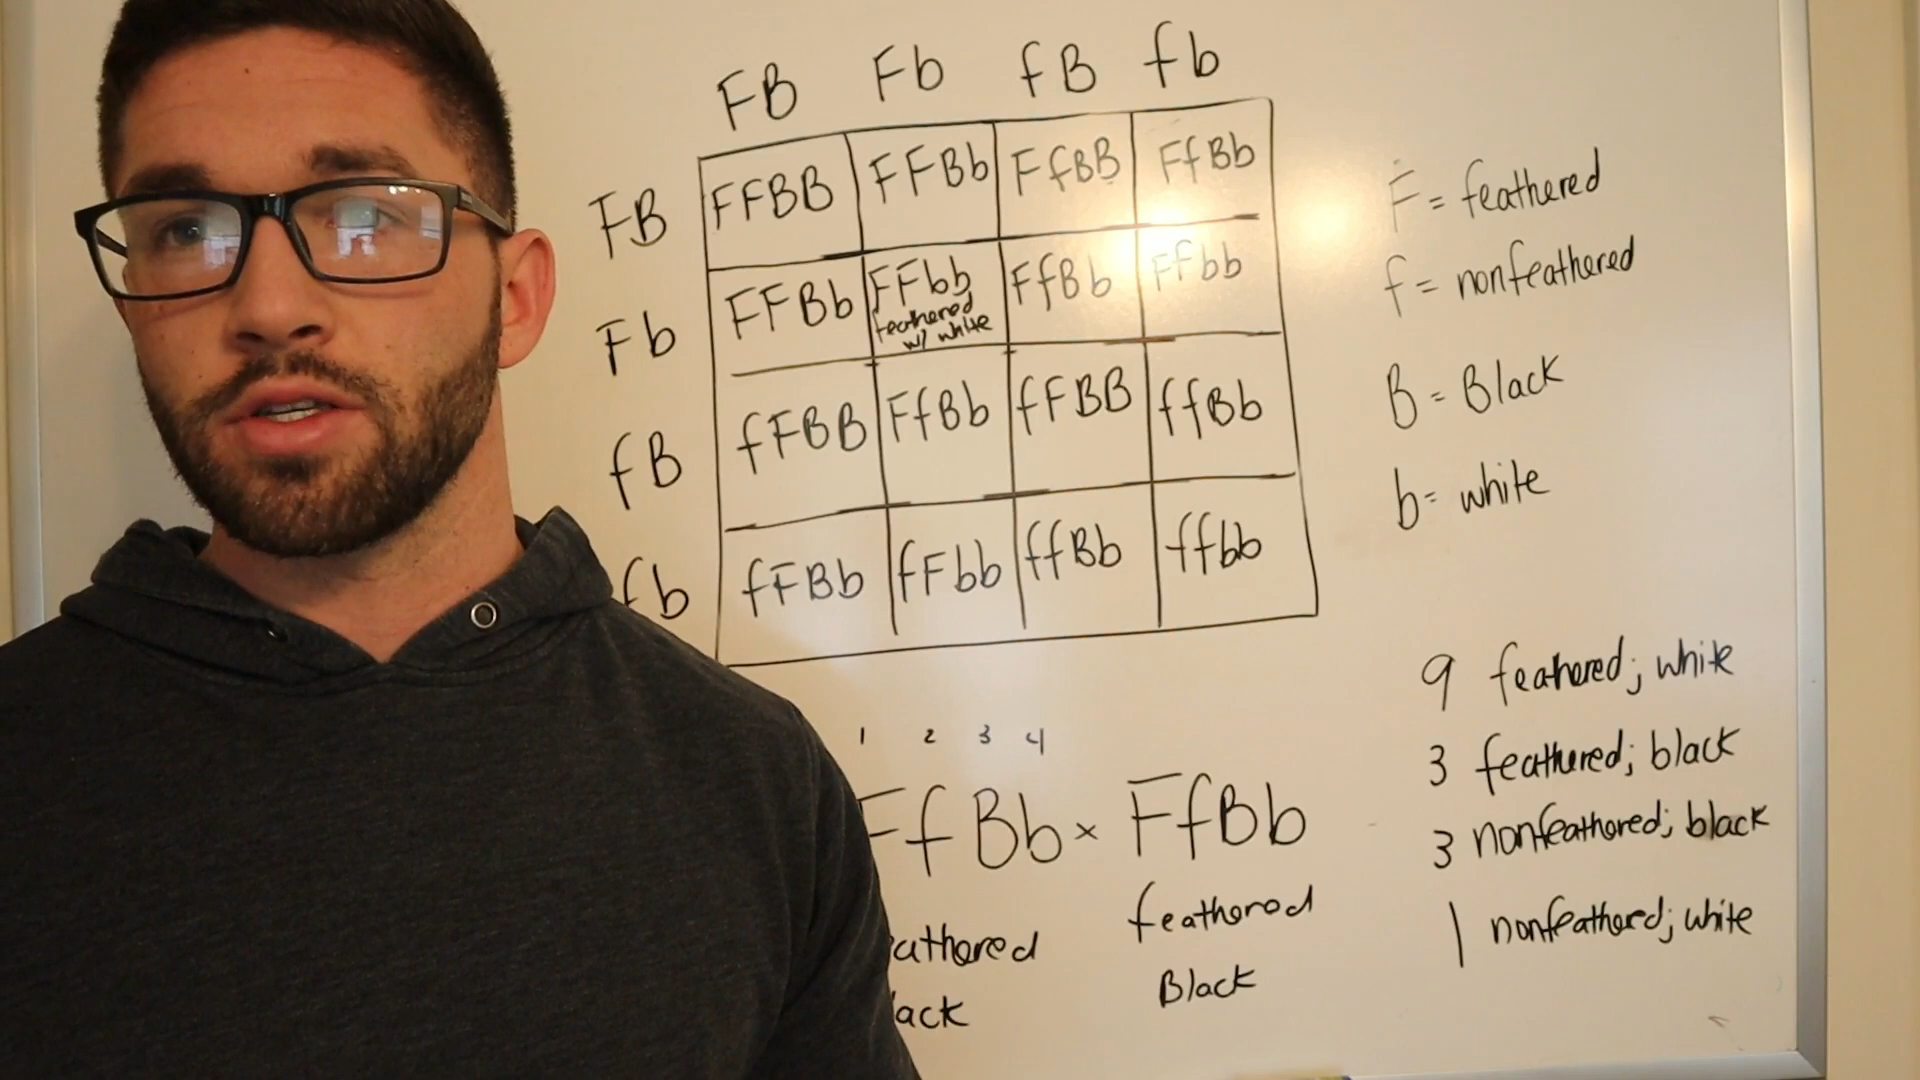 FB Fb fB fb
FB FFBB FFBb FfBB FfBb
Fb FFBb FFbb FfBb Ffbb
feathered
w/ white
fB fFBB FfBb fFBB ffBb
fb fFBb fFbb ffBb ffbb
F = feathered
f = nonfeathered
B = Black
b = white
1 2 3 4
FfBb × FfBb
athered
ack
feathered
Black
9 feathered; white
3 feathered; black
3 nonfeathered; black
1 nonfeathered; white